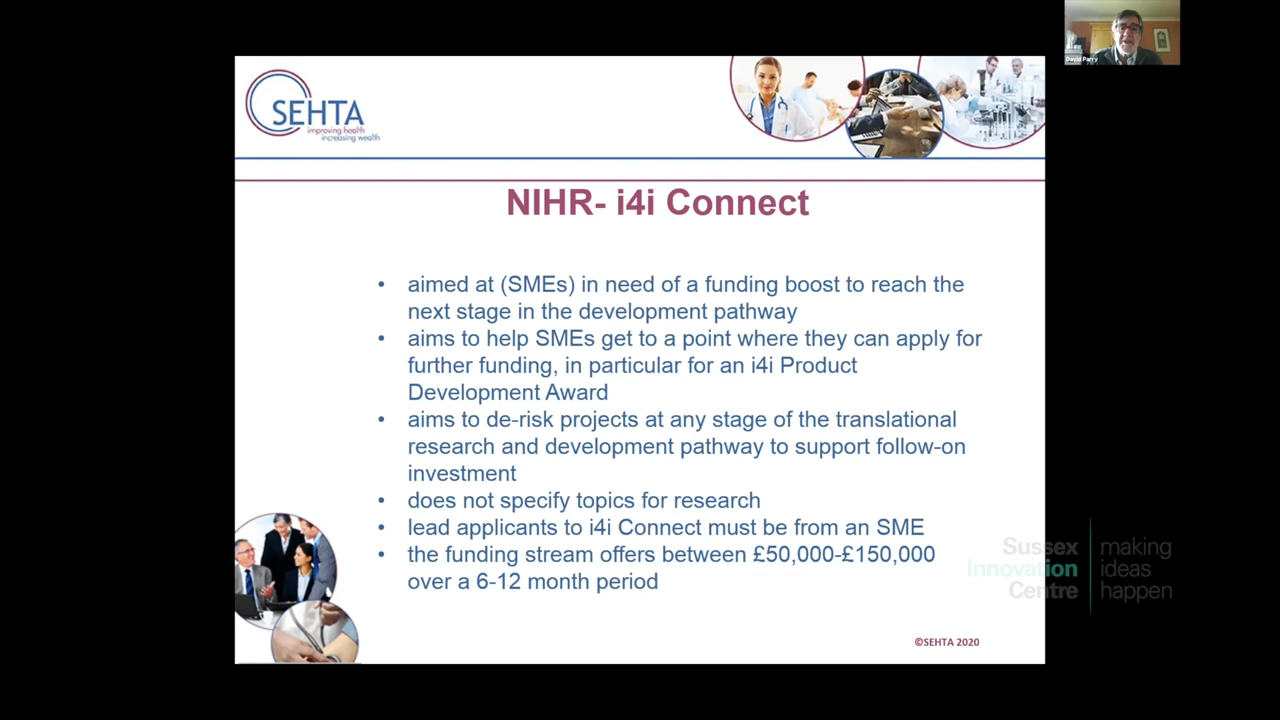 David Parry
SEHTA
improving health
increasing wealth
NIHR- i4i Connect
• aimed at (SMEs) in need of a funding boost to reach the
next stage in the development pathway
• aims to help SMEs get to a point where they can apply for
further funding, in particular for an i4i Product
Development Award
• aims to de-risk projects at any stage of the translational
research and development pathway to support follow-on
investment
• does not specify topics for research
• lead applicants to i4i Connect must be from an SME
• the funding stream offers between £50,000-£150,000
over a 6-12 month period
Sussex
Innovation
Centre
making
ideas
happen
©SEHTA 2020